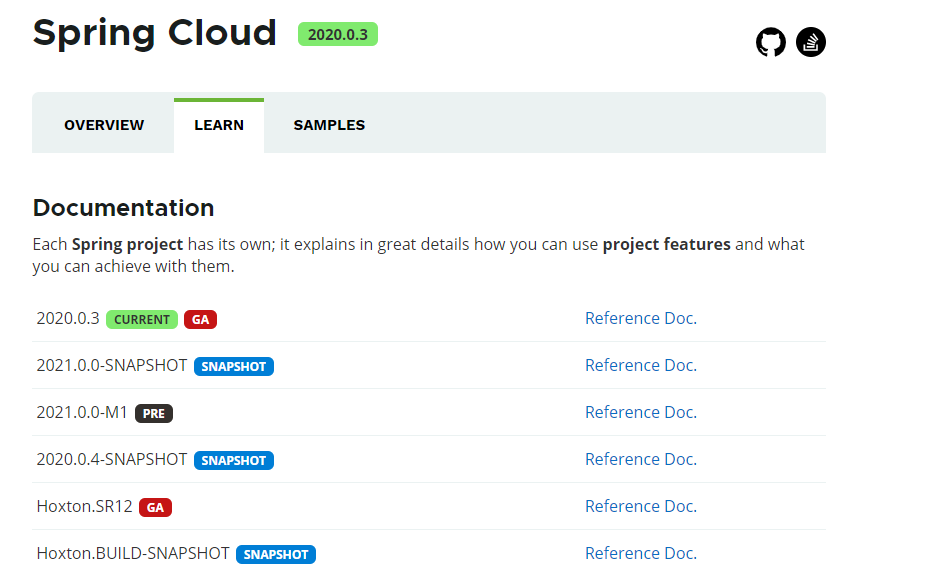 Spring Cloud 2020.0.3
OVERVIEW LEARN SAMPLES
Documentation
Each Spring project has its own; it explains in great details how you can use project features and what
you can achieve with them.
2020.0.3 CURRENT GA Reference Doc.
2021.0.0-SNAPSHOT SNAPSHOT Reference Doc.
2021.0.0-M1 PRE Reference Doc.
2020.0.4-SNAPSHOT SNAPSHOT Reference Doc.
Hoxton.SR12 GA Reference Doc.
Hoxton.BUILD-SNAPSHOT SNAPSHOT Reference Doc.